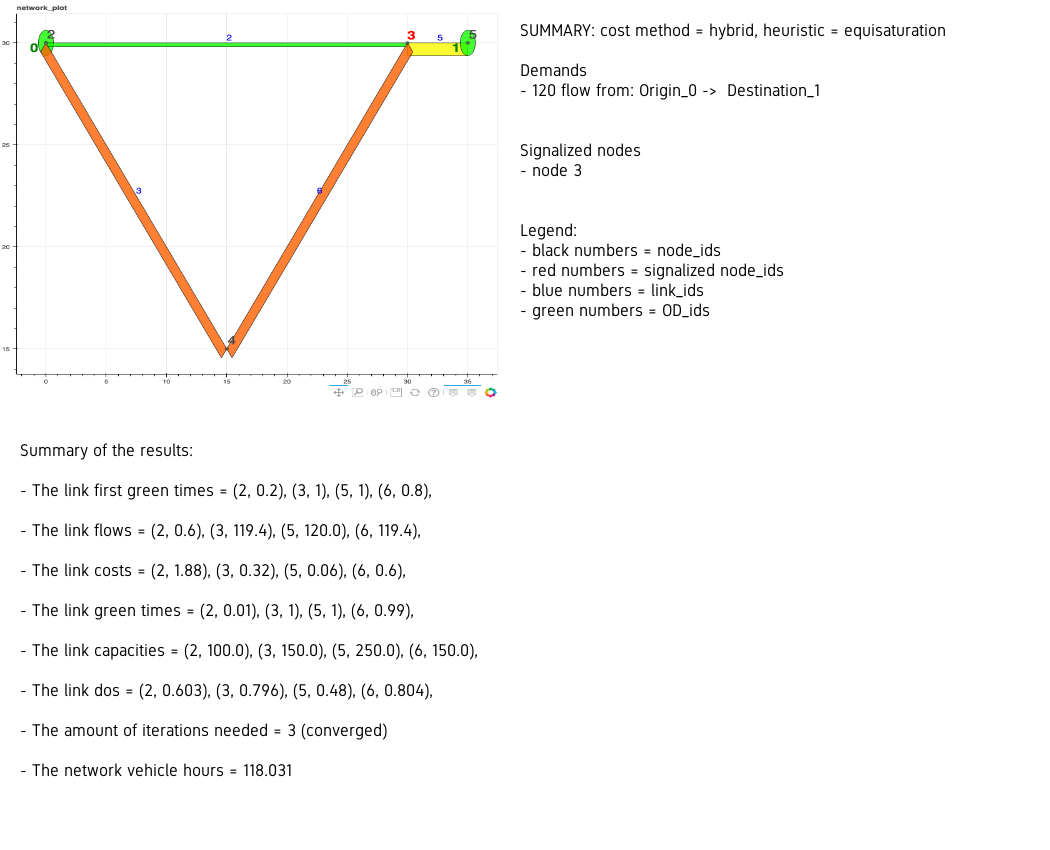 network_plot
SUMMARY: cost method = hybrid, heuristic = equisaturation
Demands
- 120 flow from: Origin_0 -> Destination_1
Signalized nodes
- node 3
Legend:
- black numbers = node_ids
- red numbers = signalized node_ids
- blue numbers = link_ids
- green numbers = OD_ids
30
25
20
15
0 2
2
3
5
1
5
3
6
4
0 5 10 15 20 25 30 35
Summary of the results:
- The link first green times = (2, 0.2), (3, 1), (5, 1), (6, 0.8),
- The link flows = (2, 0.6), (3, 119.4), (5, 120.0), (6, 119.4),
- The link costs = (2, 1.88), (3, 0.32), (5, 0.06), (6, 0.6),
- The link green times = (2, 0.01), (3, 1), (5, 1), (6, 0.99),
- The link capacities = (2, 100.0), (3, 150.0), (5, 250.0), (6, 150.0),
- The link dos = (2, 0.603), (3, 0.796), (5, 0.48), (6, 0.804),
- The amount of iterations needed = 3 (converged)
- The network vehicle hours = 118.031